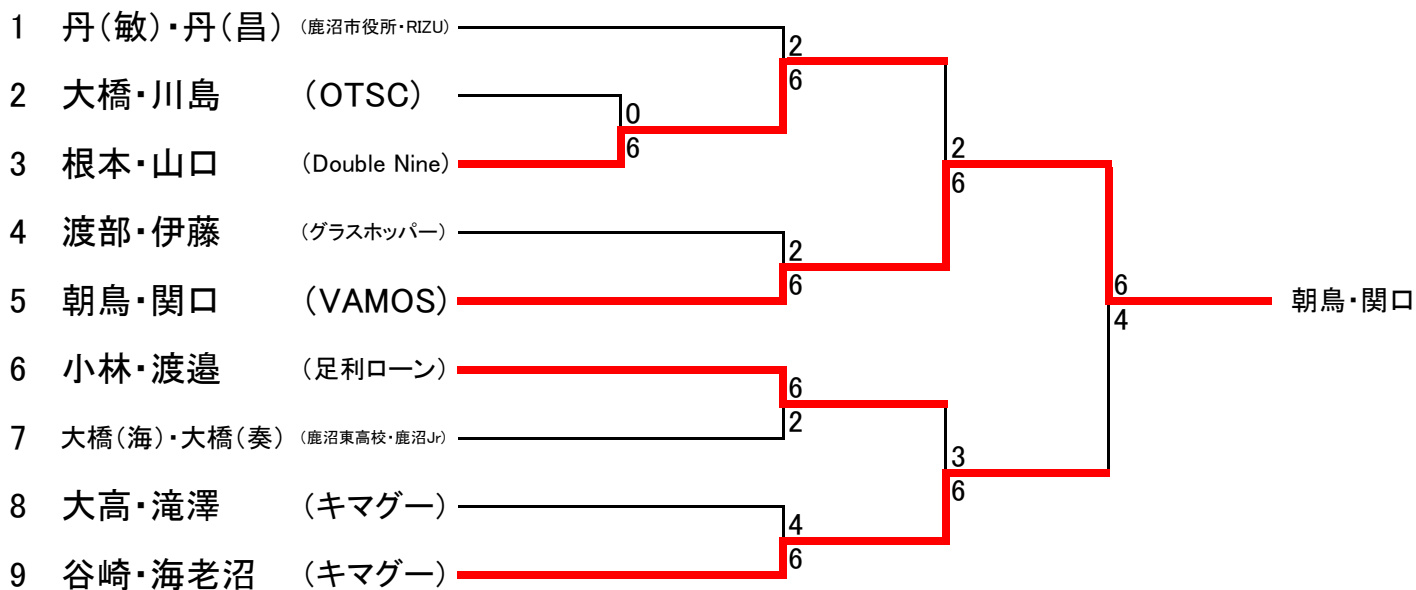 1 丹(敏)・丹(昌) (鹿沼市役所・RIZU)
2
6
2 大橋・川島 (OTSC)
0
6
3 根本・山口 (Double Nine)
2
6
4 渡部・伊藤 (グラスホッパー)
2
6
5 朝鳥・関口 (VAMOS)
6
4
朝鳥・関口
6 小林・渡邉 (足利ローン)
6
2
7 大橋(海)・大橋(奏) (鹿沼東高校・鹿沼Jr)
3
6
8 大高・滝澤 (キマグー)
4
6
9 谷崎・海老沼 (キマグー)